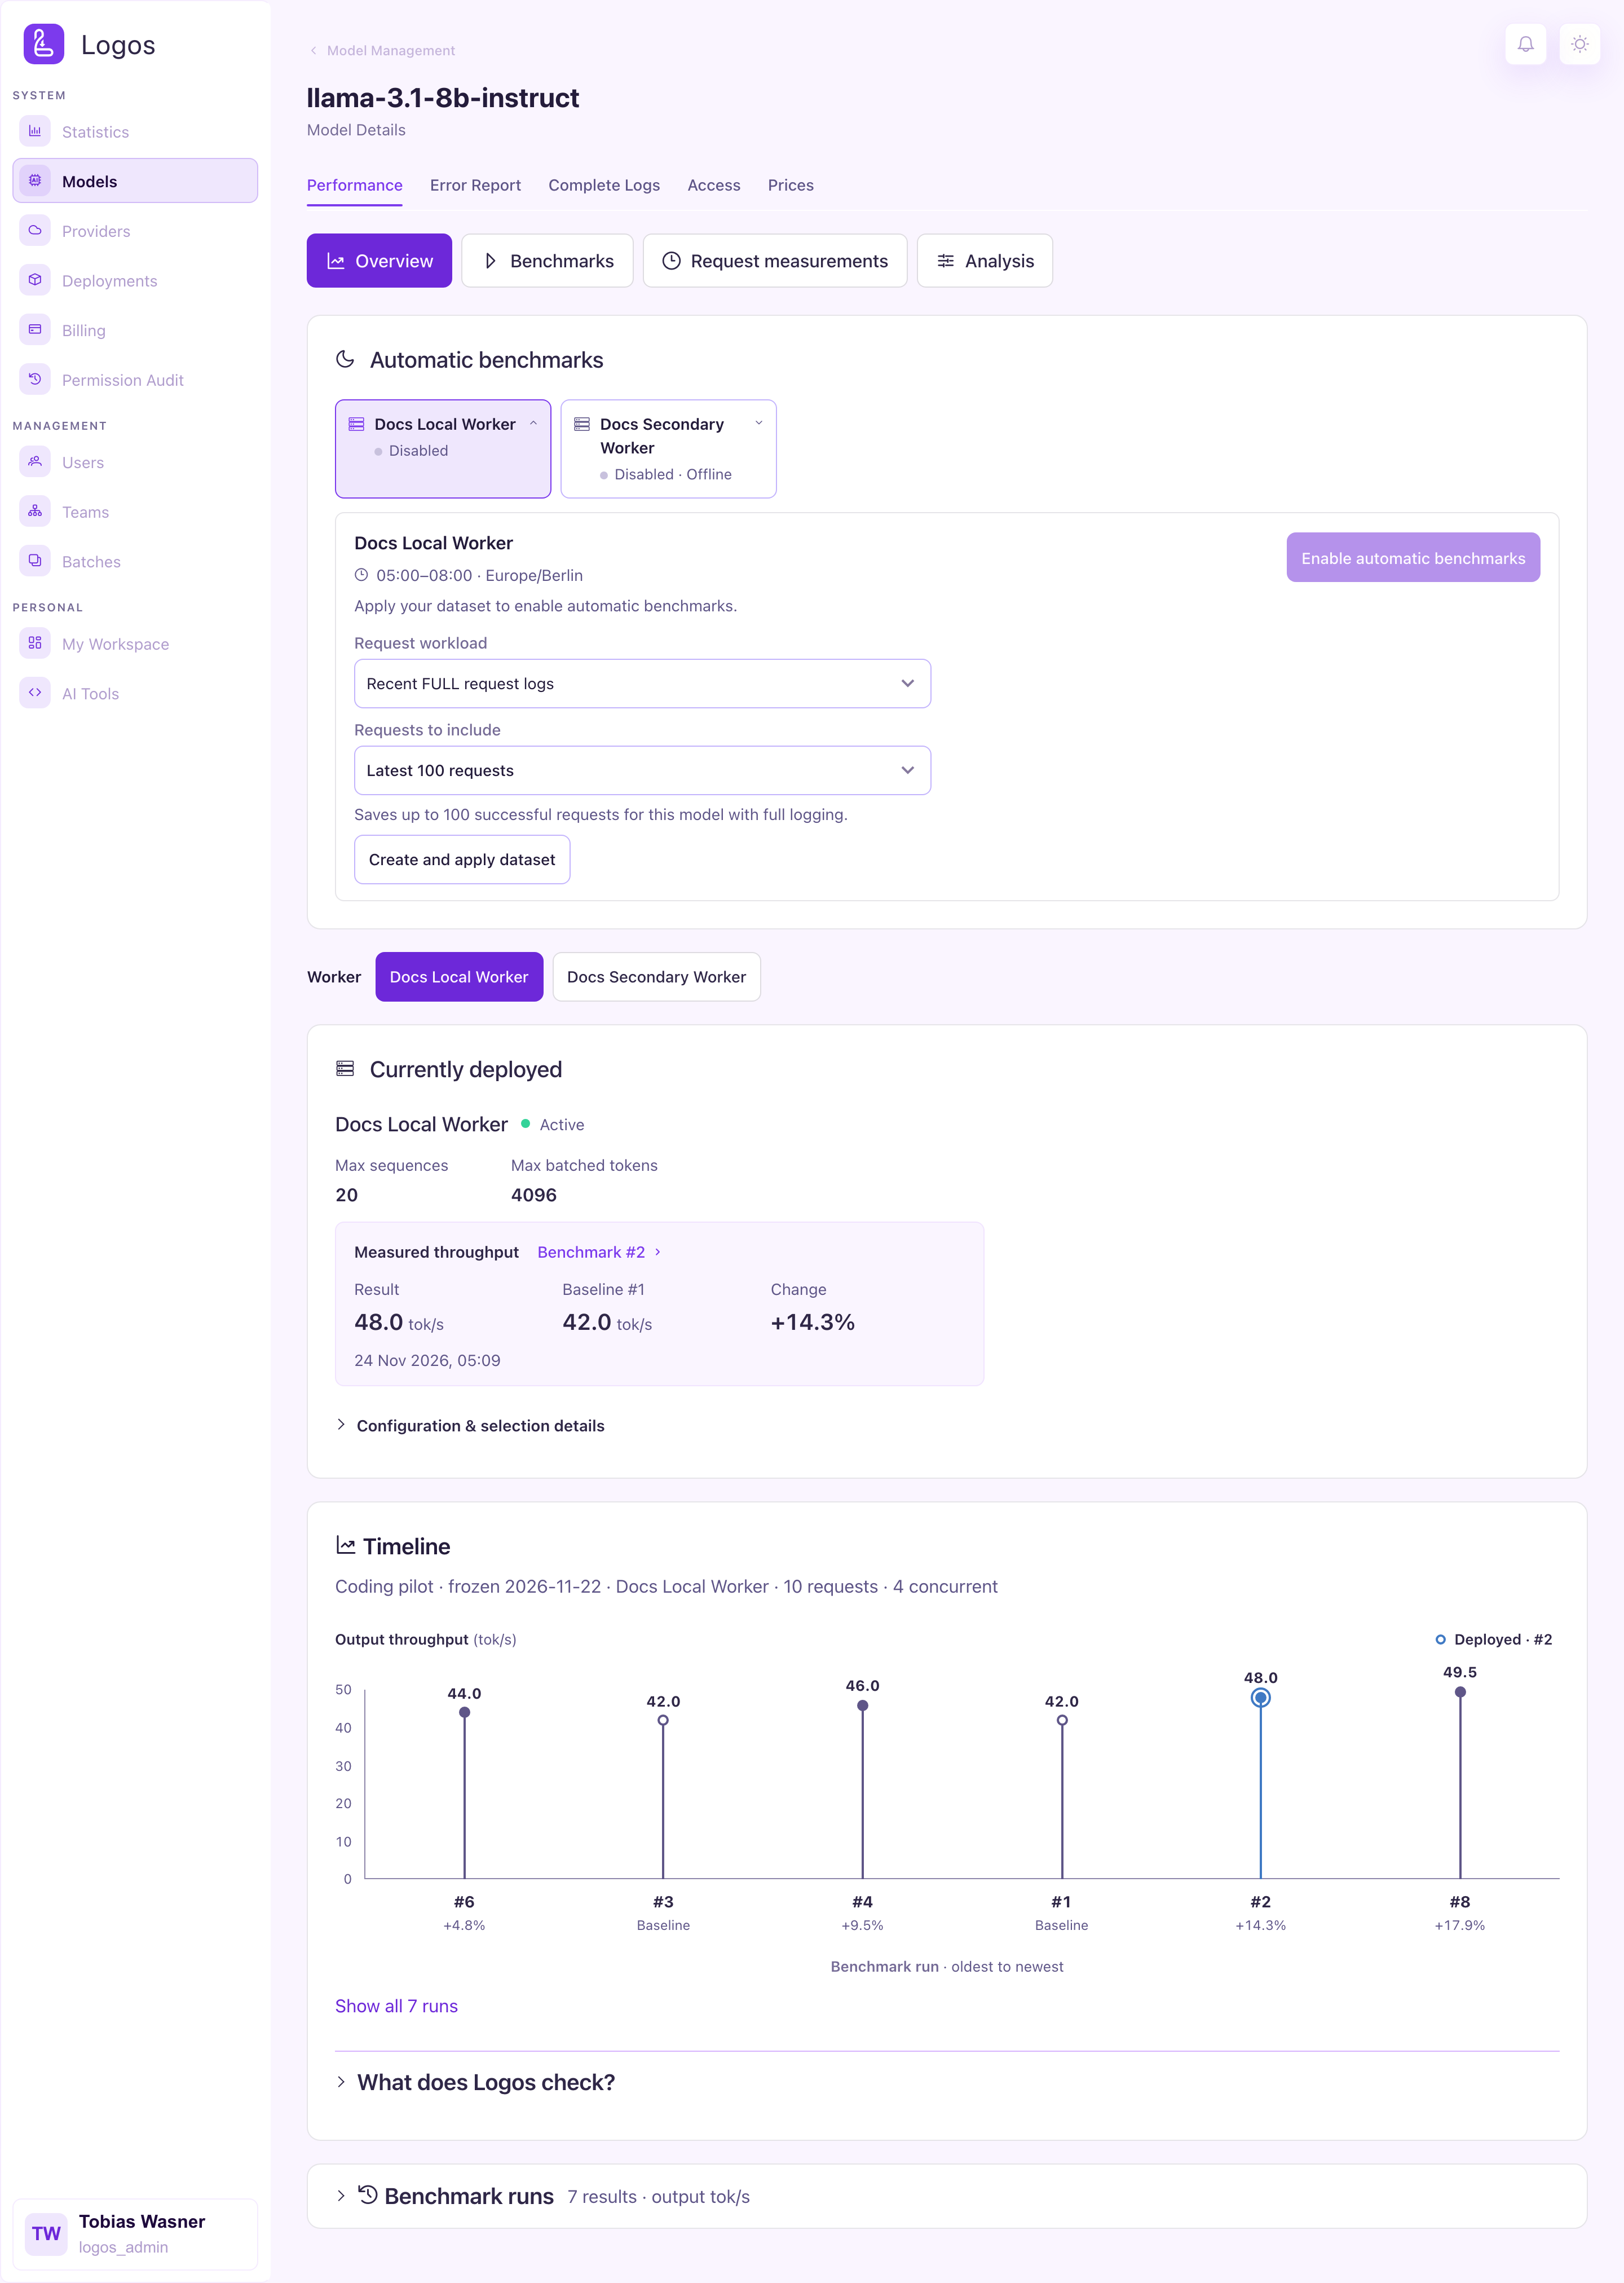 Logos
SYSTEM
Statistics
Models
Providers
Deployments
Billing
Permission Audit
MANAGEMENT
Users
Teams
Batches
PERSONAL
My Workspace
AI Tools
TW
Tobias Wasner
logos_admin
Model Management
llama-3.1-8b-instruct
Model Details
Performance Error Report Complete Logs Access Prices
Overview Benchmarks Request measurements Analysis
Automatic benchmarks
Docs Local Worker
Disabled
Docs Secondary
Worker
Disabled · Offline
Docs Local Worker
Enable automatic benchmarks
05:00–08:00 · Europe/Berlin
Apply your dataset to enable automatic benchmarks.
Request workload
Recent FULL request logs
Requests to include
Latest 100 requests
Saves up to 100 successful requests for this model with full logging.
Create and apply dataset
Worker Docs Local Worker Docs Secondary Worker
Currently deployed
Docs Local Worker Active
Max sequences Max batched tokens
20 4096
Measured throughput Benchmark #2
Result Baseline #1 Change
48.0 tok/s 42.0 tok/s +14.3%
24 Nov 2026, 05:09
Configuration & selection details
Timeline
Coding pilot · frozen 2026-11-22 · Docs Local Worker · 10 requests · 4 concurrent
Output throughput (tok/s) Deployed · #2
44.0 42.0 46.0 42.0 48.0 49.5
50
40
30
20
10
0
#6 #3 #4 #1 #2 #8
+4.8% Baseline +9.5% Baseline +14.3% +17.9%
Benchmark run · oldest to newest
Show all 7 runs
What does Logos check?
Benchmark runs 7 results · output tok/s